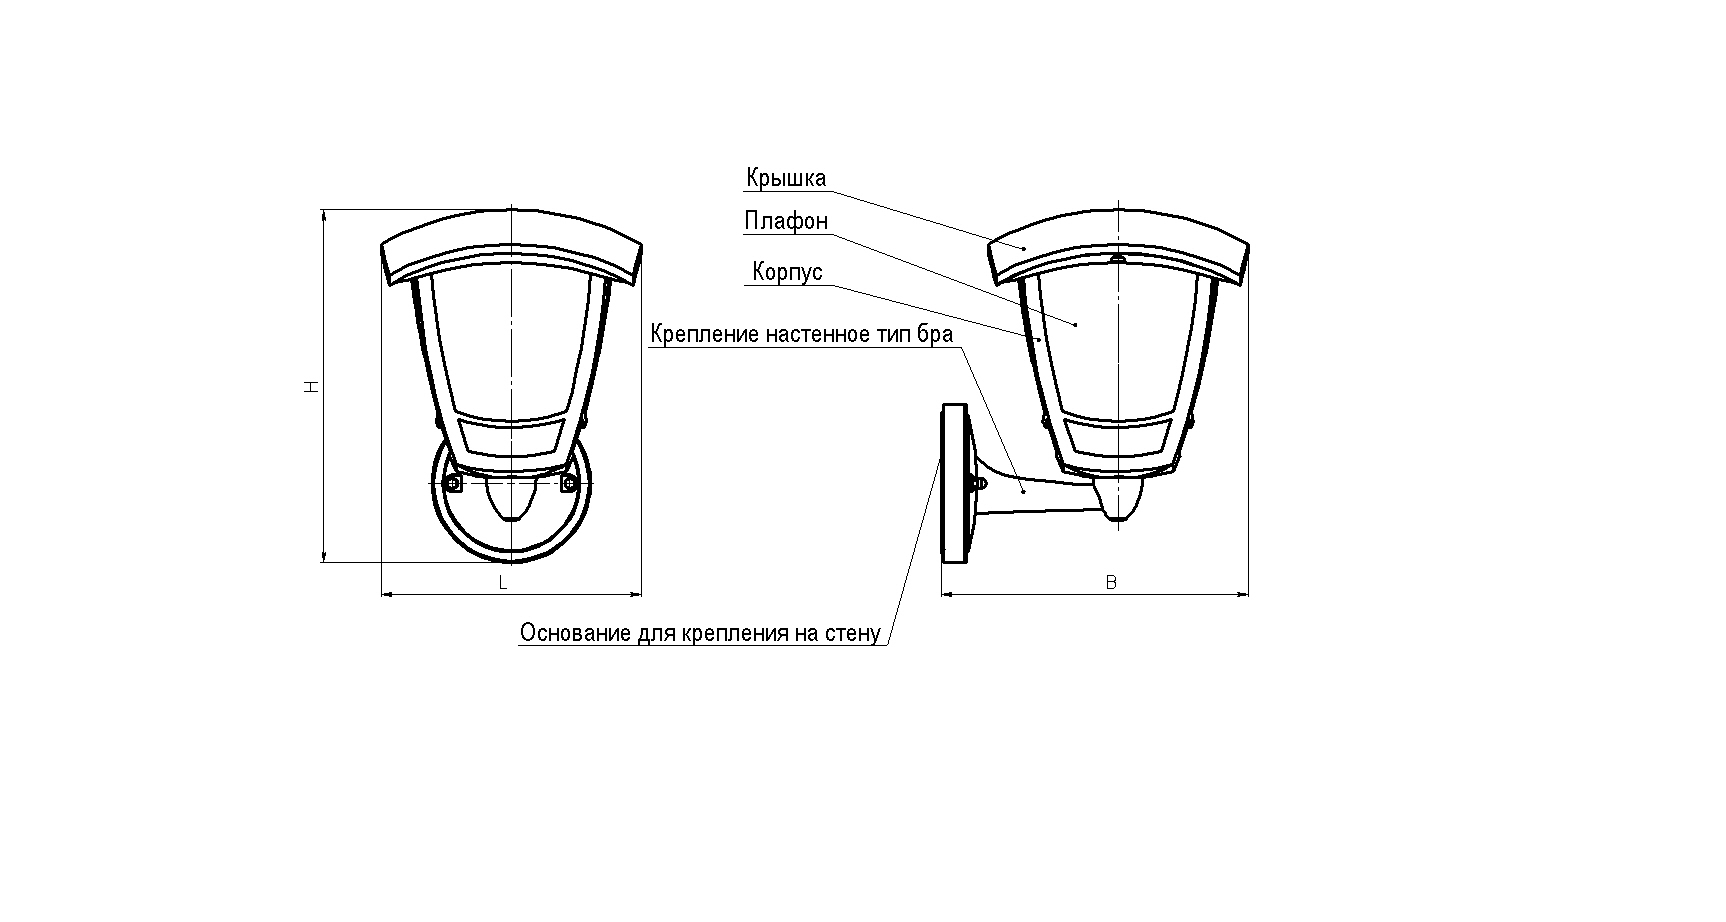 Крышка
Плафон
Корпус
Крепление настенное тип бра
H
L
B
Основание для крепления на стену